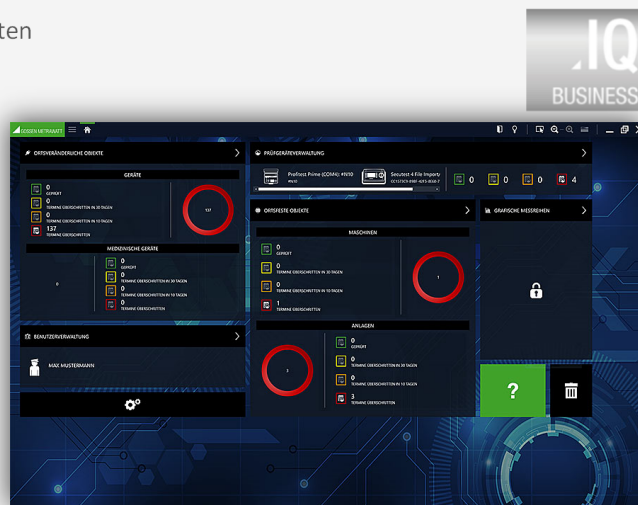 ten
.IQ
BUSINESS
GOSSEN METRAWATT
ORTSVERÄNDERLICHE OBJEKTE
GERÄTE
0
GEPRÜFT
0
TERMINE ÜBERSCHRITTEN IN 30 TAGEN
0
TERMINE ÜBERSCHRITTEN IN 10 TAGEN
137
TERMINE ÜBERSCHRITTEN
137
MEDIZINISCHE GERÄTE
0
0
GEPRÜFT
0
TERMINE ÜBERSCHRITTEN IN 30 TAGEN
0
TERMINE ÜBERSCHRITTEN IN 10 TAGEN
0
TERMINE ÜBERSCHRITTEN
BENUTZERVERWALTUNG
MAX MUSTERMANN
PRÜFGERÄTEVERWALTUNG
Profitest Prime (COM4): #N10
#N10
Secutest 4 File Importy
0
0
0
4
ORTSFESTE OBJEKTE
MASCHINEN
0
GEPRÜFT
0
TERMINE ÜBERSCHRITTEN IN 30 TAGEN
0
TERMINE ÜBERSCHRITTEN IN 10 TAGEN
1
TERMINE ÜBERSCHRITTEN
1
ANLAGEN
3
0
GEPRÜFT
0
TERMINE ÜBERSCHRITTEN IN 30 TAGEN
0
TERMINE ÜBERSCHRITTEN IN 10 TAGEN
3
TERMINE ÜBERSCHRITTEN
GRAFISCHE MESSREIHEN
?